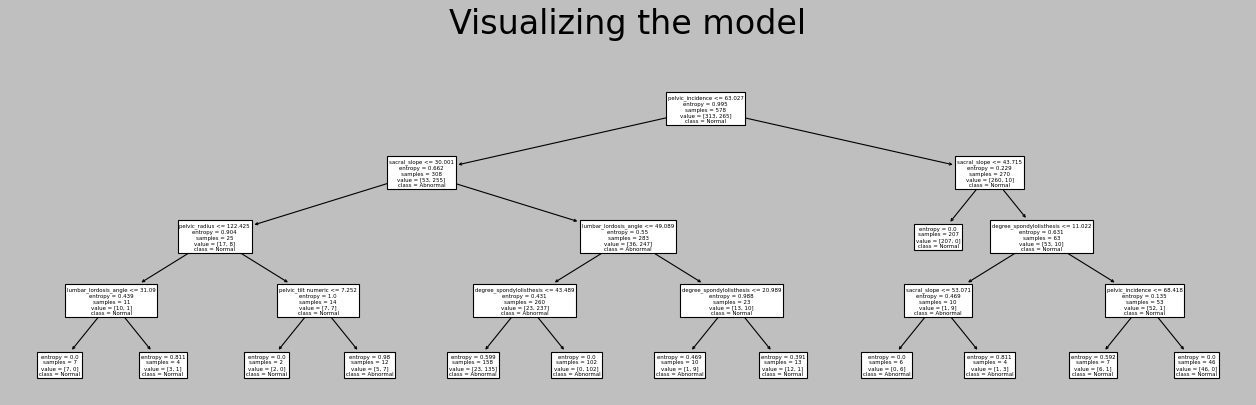 Visualizing the model
pelvic_incidence <= 63.027
entropy = 0.995
samples = 578
value = [313, 265]
class = Normal
sacral_slope <= 30.001
entropy = 0.662
samples = 308
value = [53, 255]
class = Abnormal
sacral_slope <= 43.715
entropy = 0.229
samples = 270
value = [260, 10]
class = Normal
pelvic_radius <= 122.425
entropy = 0.904
samples = 25
value = [17, 8]
class = Normal
lumbar_lordosis_angle <= 49.089
entropy = 0.55
samples = 283
value = [36, 247]
class = Abnormal
entropy = 0.0
samples = 207
value = [207, 0]
class = Normal
degree_spondylolisthesis <= 11.022
entropy = 0.631
samples = 63
value = [53, 10]
class = Normal
lumbar_lordosis_angle <= 31.09
entropy = 0.439
samples = 11
value = [10, 1]
class = Normal
pelvic_tilt numeric <= 7.252
entropy = 1.0
samples = 14
value = [7, 7]
class = Normal
degree_spondylolisthesis <= 43.489
entropy = 0.431
samples = 260
value = [23, 237]
class = Abnormal
degree_spondylolisthesis <= 20.989
entropy = 0.988
samples = 23
value = [13, 10]
class = Normal
sacral_slope <= 53.071
entropy = 0.469
samples = 10
value = [1, 9]
class = Abnormal
pelvic_incidence <= 68.418
entropy = 0.135
samples = 53
value = [52, 1]
class = Normal
entropy = 0.0
samples = 7
value = [7, 0]
class = Normal
entropy = 0.811
samples = 4
value = [3, 1]
class = Normal
entropy = 0.0
samples = 2
value = [2, 0]
class = Normal
entropy = 0.98
samples = 12
value = [5, 7]
class = Abnormal
entropy = 0.599
samples = 158
value = [23, 135]
class = Abnormal
entropy = 0.0
samples = 102
value = [0, 102]
class = Abnormal
entropy = 0.469
samples = 10
value = [1, 9]
class = Abnormal
entropy = 0.391
samples = 13
value = [12, 1]
class = Normal
entropy = 0.0
samples = 6
value = [0, 6]
class = Abnormal
entropy = 0.811
samples = 4
value = [1, 3]
class = Abnormal
entropy = 0.592
samples = 7
value = [6, 1]
class = Normal
entropy = 0.0
samples = 46
value = [46, 0]
class = Normal